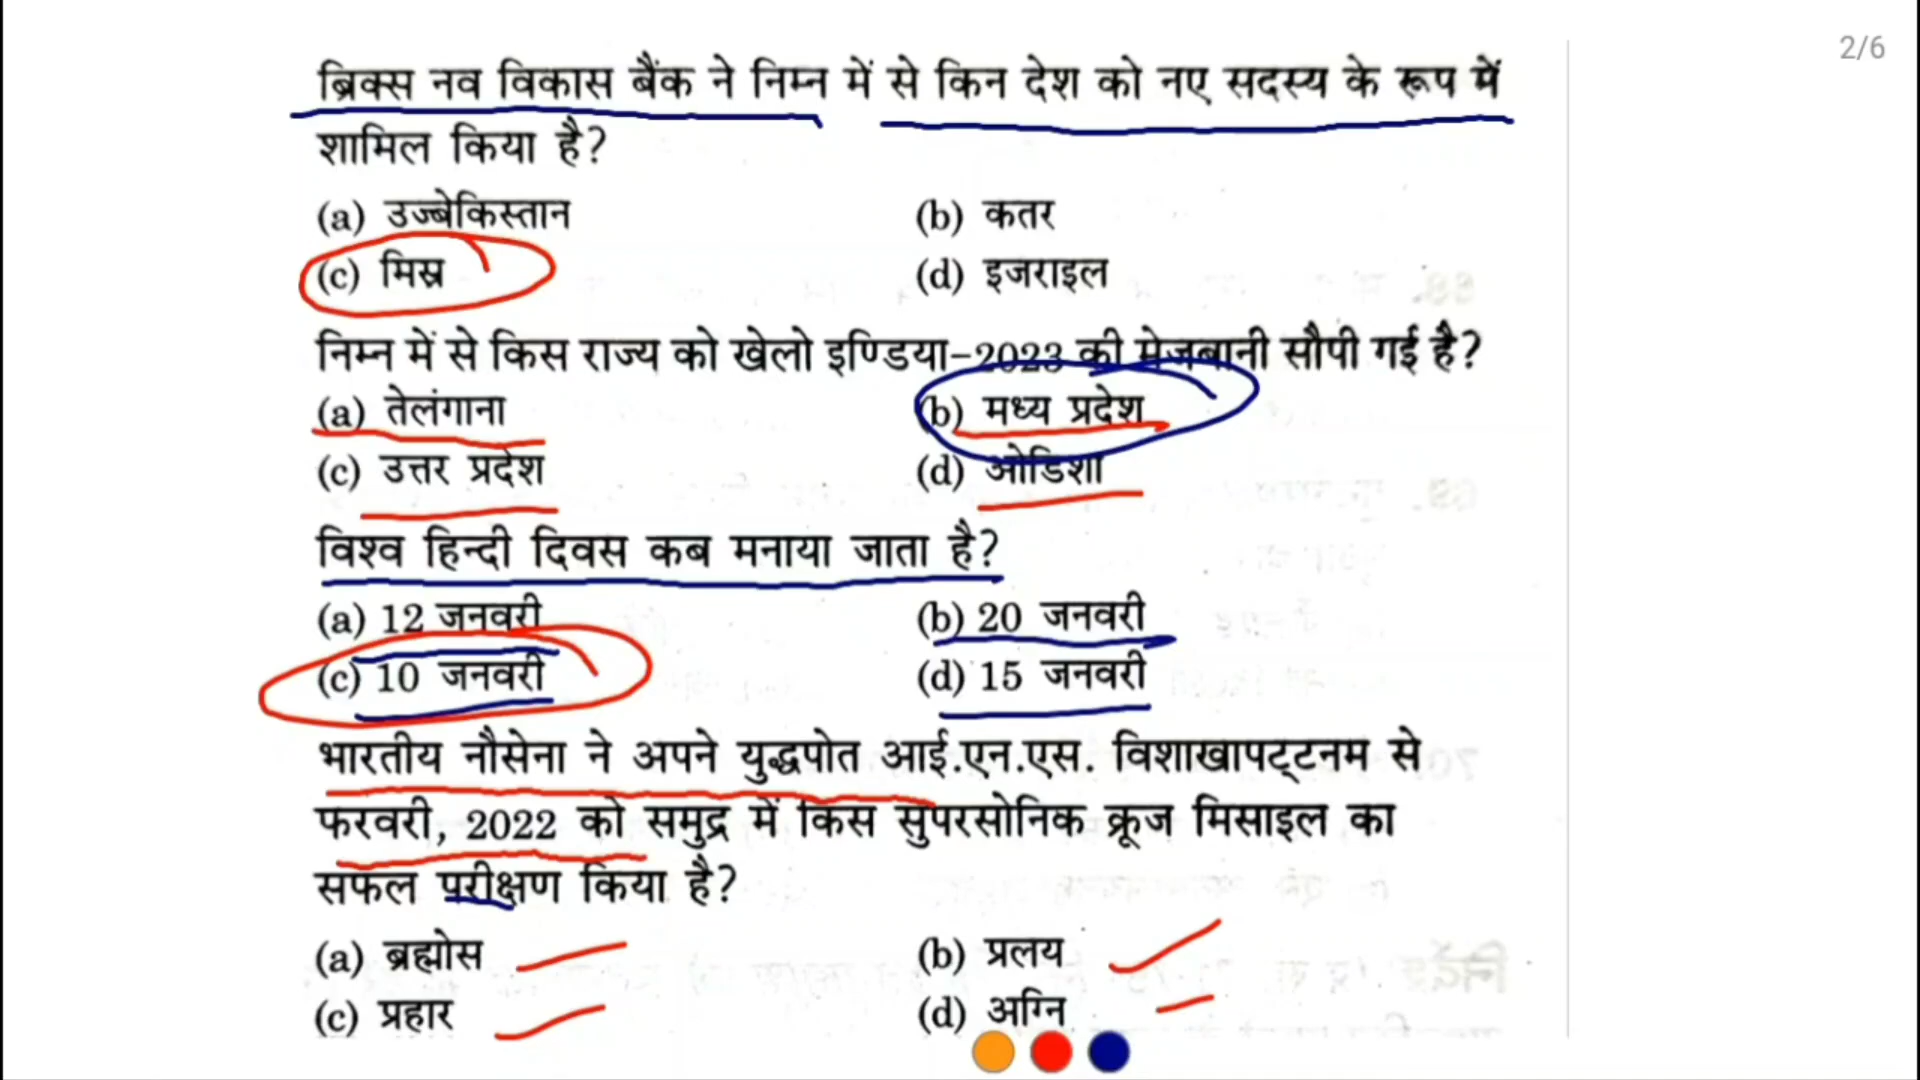 2/6
ब्रिक्स नव विकास बैंक ने निम्न में से किन देश को नए सदस्य के रूप में
शामिल किया है?
(a) उज्बेकिस्तान (b) कतर
(c) मिस्र (d) इजराइल
निम्न में से किस राज्य को खेलो इण्डिया-2023 की मेजबानी सौपी गई है?
(a) तेलंगाना (b) मध्य प्रदेश
(c) उत्तर प्रदेश (d) ओडिशा
विश्व हिन्दी दिवस कब मनाया जाता है?
(a) 12 जनवरी (b) 20 जनवरी
(c) 10 जनवरी (d) 15 जनवरी
भारतीय नौसेना ने अपने युद्धपोत आई.एन.एस. विशाखापट्टनम से
फरवरी, 2022 को समुद्र में किस सुपरसोनिक क्रूज मिसाइल का
सफल परीक्षण किया है?
(a) ब्रह्मोस (b) प्रलय
(c) प्रहार (d) अग्नि